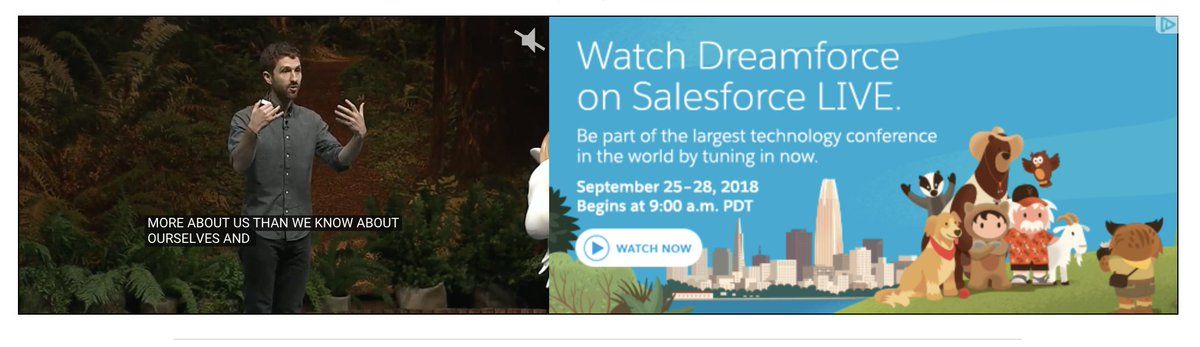 MORE ABOUT US THAN WE KNOW ABOUT
OURSELVES AND
Watch Dreamforce
on Salesforce LIVE.
Be part of the largest technology conference
in the world by tuning in now.
September 25–28, 2018
Begins at 9:00 a.m. PDT
WATCH NOW